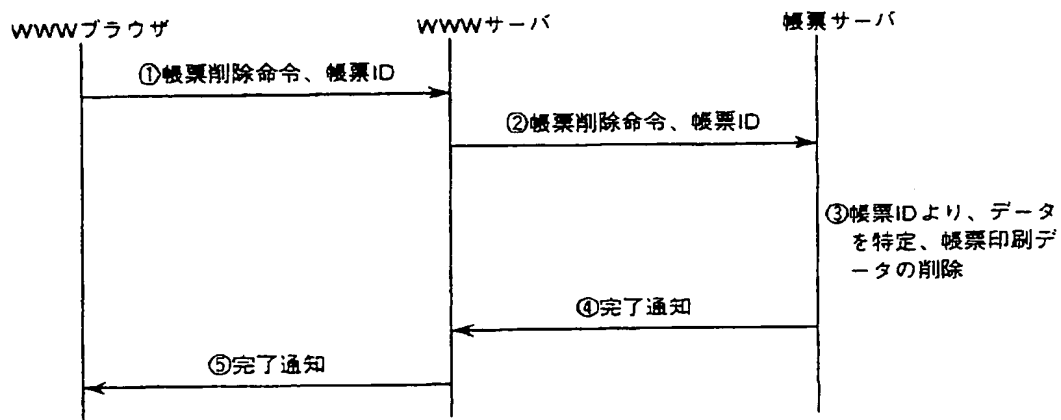 WWWブラウザ
WWWサーバ
帳票サーバ
①帳票削除命令、帳票ID
②帳票削除命令、帳票ID
③帳票IDより、データ
を特定、帳票印刷デ
ータの削除
④完了通知
⑤完了通知